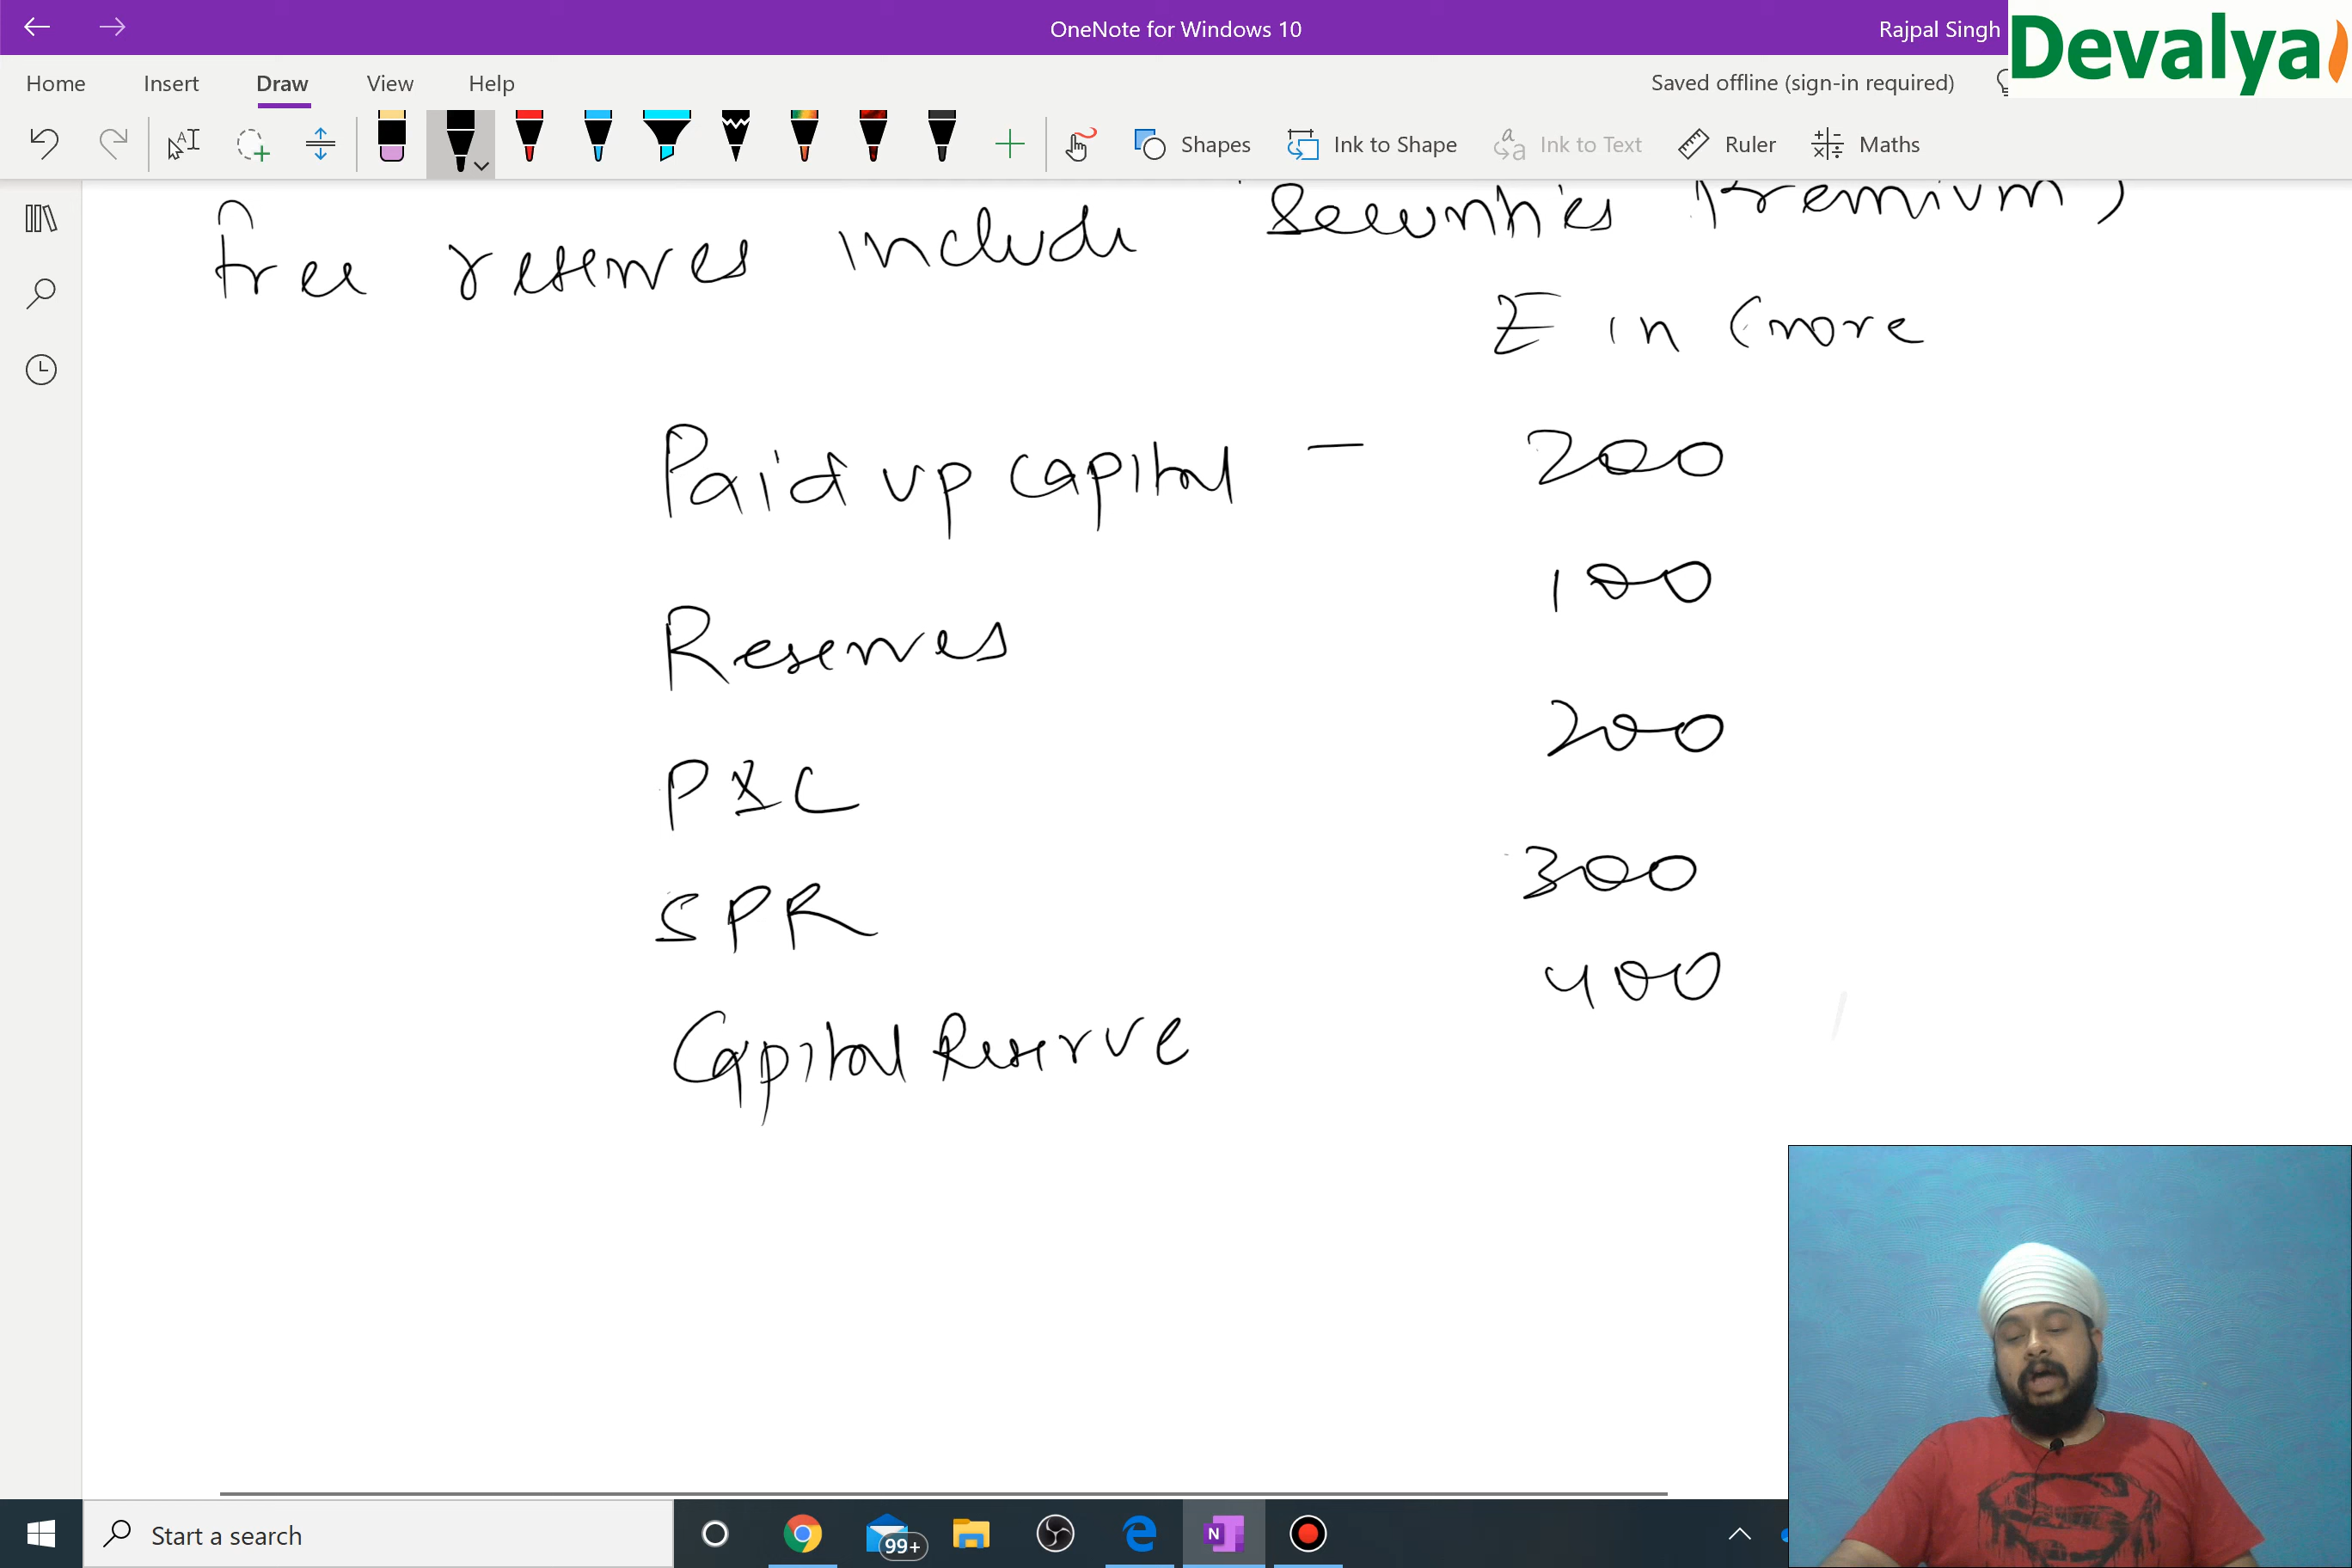 OneNote for Windows 10
Rajpal Singh
Devalya
Home Insert Draw View Help
Saved offline (sign-in required)
Shapes Ink to Shape Ink to Text Ruler Maths
free reserves include Securities Premium,
₹ in Crore
Paid up capital — 200
Reserves 100
P&L 200
SPR 300
Capital Reserve 400
Start a search
99+
N